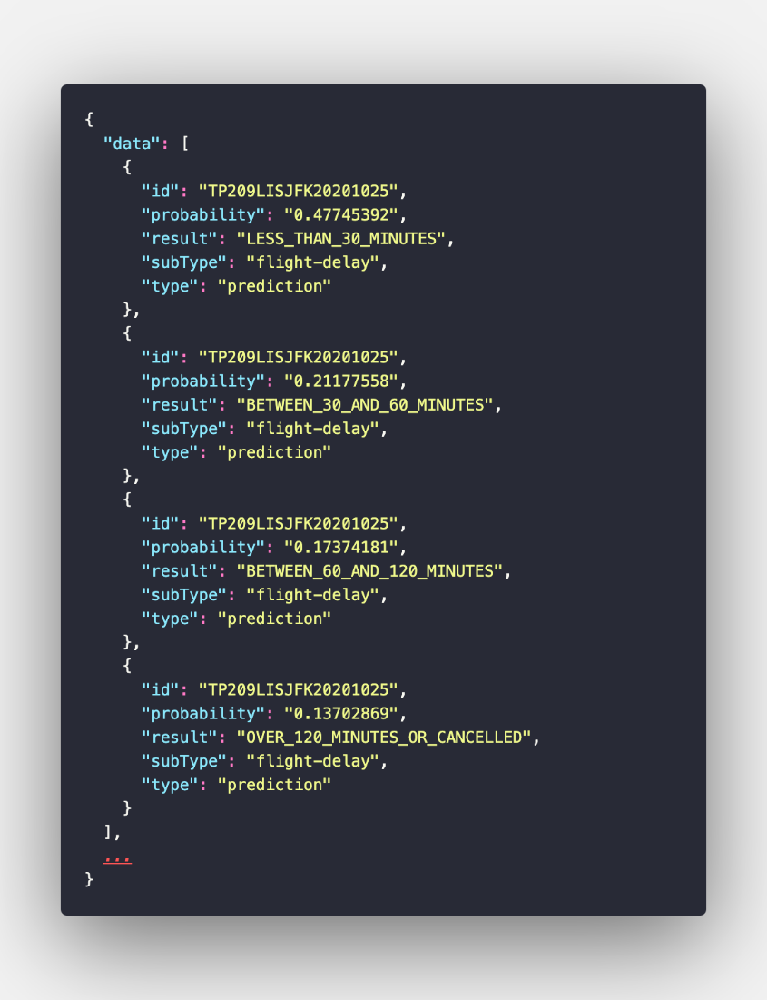 {
  "data": [
    {
      "id": "TP209LISJFK20201025",
      "probability": "0.47745392",
      "result": "LESS_THAN_30_MINUTES",
      "subType": "flight-delay",
      "type": "prediction"
    },
    {
      "id": "TP209LISJFK20201025",
      "probability": "0.21177558",
      "result": "BETWEEN_30_AND_60_MINUTES",
      "subType": "flight-delay",
      "type": "prediction"
    },
    {
      "id": "TP209LISJFK20201025",
      "probability": "0.17374181",
      "result": "BETWEEN_60_AND_120_MINUTES",
      "subType": "flight-delay",
      "type": "prediction"
    },
    {
      "id": "TP209LISJFK20201025",
      "probability": "0.13702869",
      "result": "OVER_120_MINUTES_OR_CANCELLED",
      "subType": "flight-delay",
      "type": "prediction"
    }
  ],
  ...
}